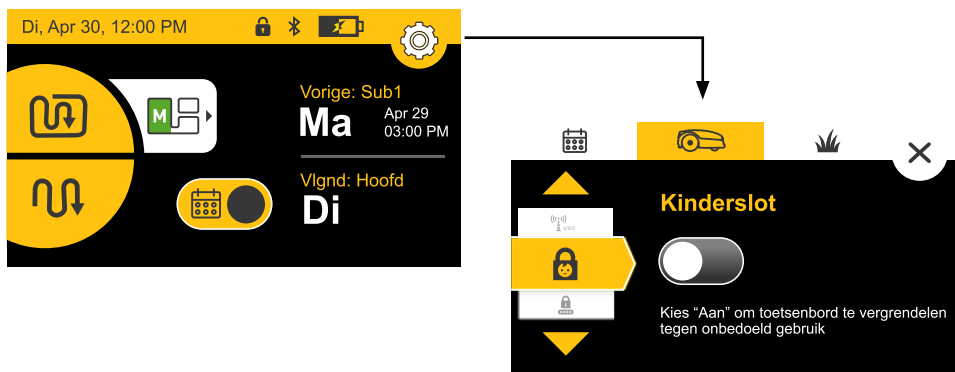 Di, Apr 30, 12:00 PM
M
Vorige: Sub1
Ma
Apr 29
03:00 PM
Vlgnd: Hoofd
Di
Kinderslot
A/B/C
Kies “Aan” om toetsenbord te vergrendelen
tegen onbedoeld gebruik